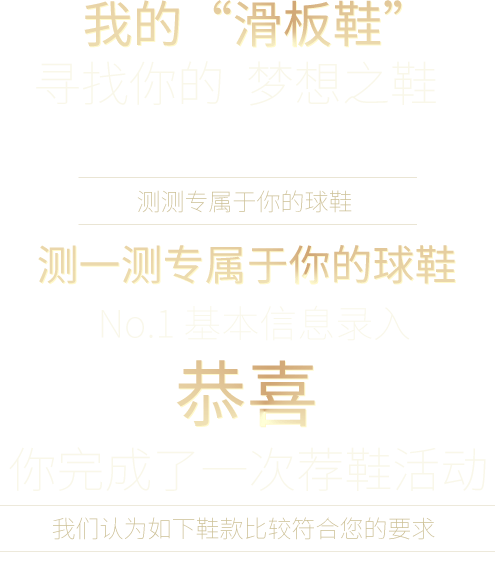 我的“滑板鞋”
寻找你的 梦想之鞋
测测专属于你的球鞋
测一测专属于你的球鞋
No.1 基本信息录入
恭喜
你完成了一次荐鞋活动
我们认为如下鞋款比较符合您的要求